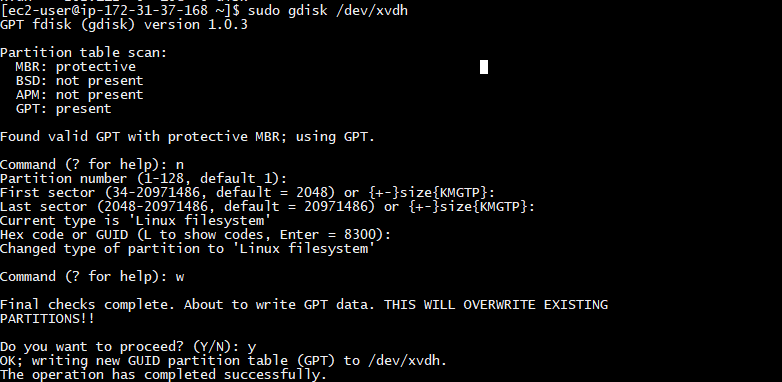 [ec2-user@ip-172-31-37-168 ~]$ sudo gdisk /dev/xvdh
GPT fdisk (gdisk) version 1.0.3

Partition table scan:
  MBR: protective
  BSD: not present
  APM: not present
  GPT: present

Found valid GPT with protective MBR; using GPT.

Command (? for help): n
Partition number (1-128, default 1):
First sector (34-20971486, default = 2048) or {+-}size{KMGTP}:
Last sector (2048-20971486, default = 20971486) or {+-}size{KMGTP}:
Current type is 'Linux filesystem'
Hex code or GUID (L to show codes, Enter = 8300):
Changed type of partition to 'Linux filesystem'

Command (? for help): w

Final checks complete. About to write GPT data. THIS WILL OVERWRITE EXISTING
PARTITIONS!!

Do you want to proceed? (Y/N): y
OK; writing new GUID partition table (GPT) to /dev/xvdh.
The operation has completed successfully.